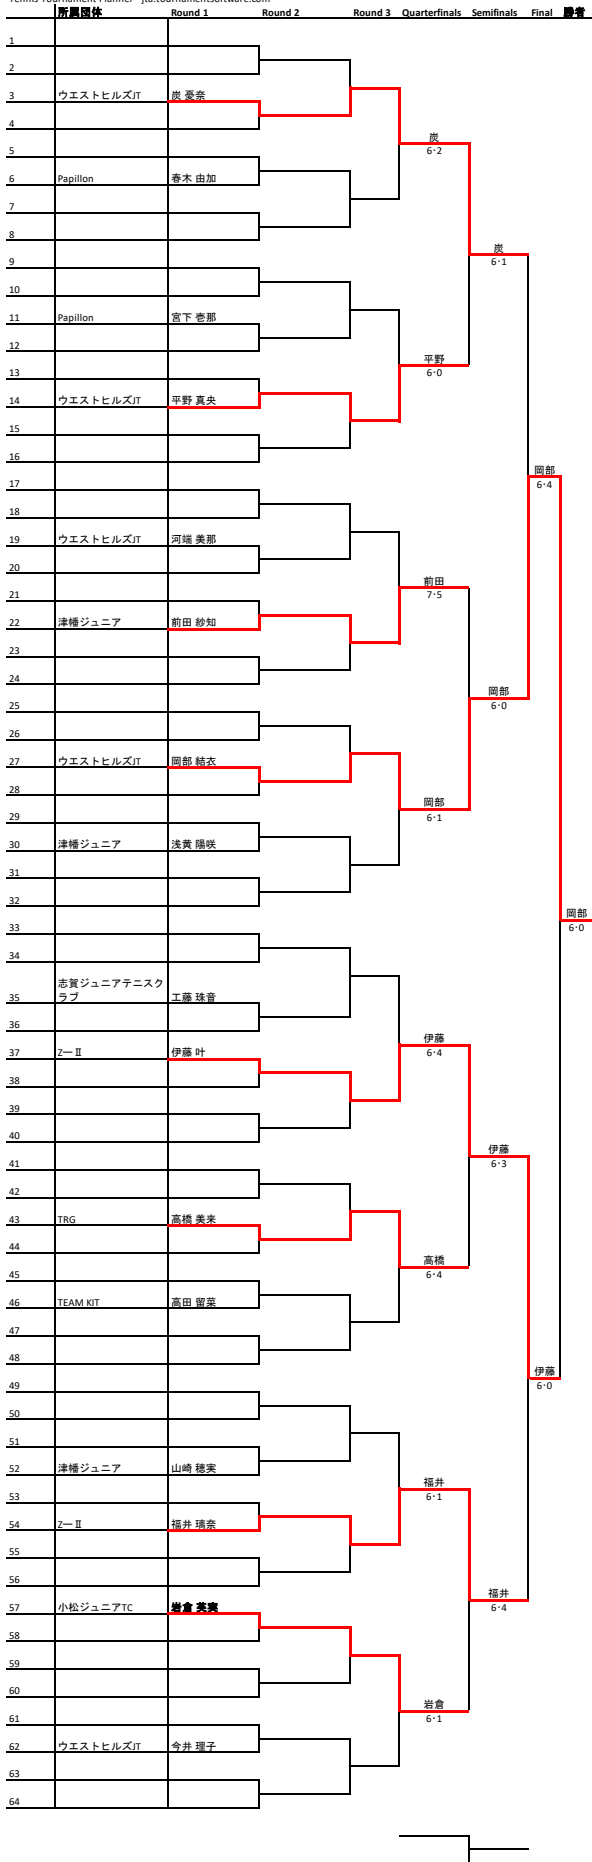 Tennis Tournament Planner - jta.tournamentsoftware.com
所属団体 Round 1 Round 2 Round 3 Quarterfinals Semifinals Final 勝者
1
2
3 ウエストヒルズJT 炭 憂奈
4
炭
6-2
5
6 Papillon 春木 由加
7
8
炭
6-1
9
10
11 Papillon 宮下 壱那
12
平野
6-0
13
14 ウエストヒルズJT 平野 真央
15
16
岡部
6-4
17
18
19 ウエストヒルズJT 河端 美那
20
前田
7-5
21
22 津幡ジュニア 前田 紗知
23
24
岡部
6-0
25
26
27 ウエストヒルズJT 岡部 結衣
28
岡部
6-1
29
30 津幡ジュニア 浅黄 陽咲
31
32
岡部
6-0
33
34
志賀ジュニアテニスク
35 ラブ 工藤 珠音
36
伊藤
6-4
37 Z一Ⅱ 伊藤 叶
38
39
40
伊藤
6-3
41
42
43 TRG 高橋 美来
44
高橋
6-4
45
46 TEAM KIT 高田 留菜
47
48
伊藤
6-0
49
50
51
52 津幡ジュニア 山崎 穂実
福井
6-1
53
54 Z一Ⅱ 福井 璃奈
55
56
福井
6-4
57 小松ジュニアTC 岩倉 英実
58
59
60
岩倉
6-1
61
62 ウエストヒルズJT 今井 理子
63
64